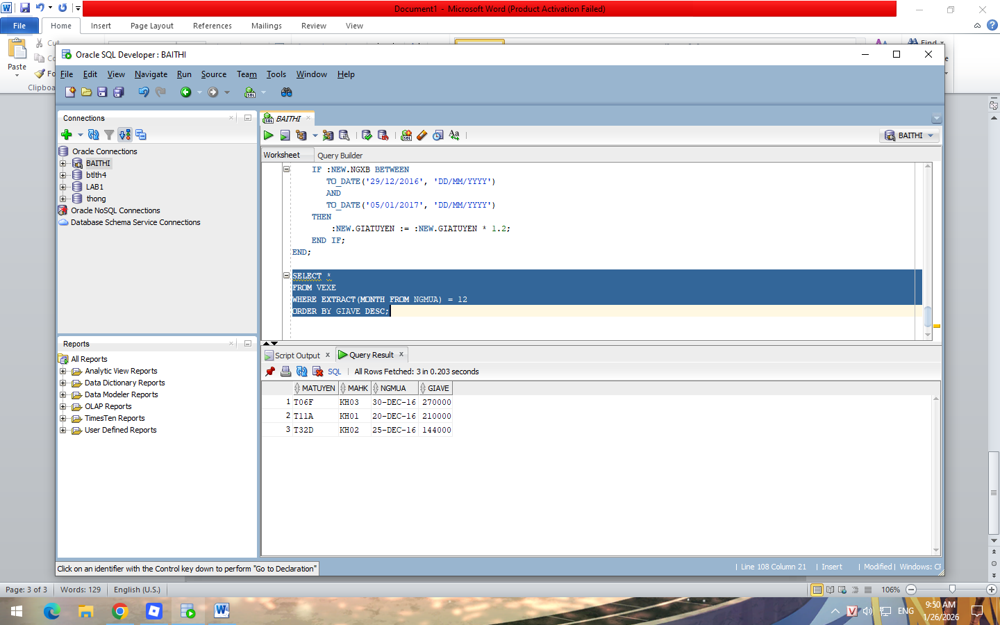 Document1 - Microsoft Word (Product Activation Failed)
File Home Insert Page Layout References Mailings Review View
Cut
Paste
Clipboa
Find
Oracle SQL Developer : BAITHI
File Edit View Navigate Run Source Team Tools Window Help
Connections
Oracle Connections
BAITHI
btlth4
LAB1
thong
Oracle NoSQL Connections
Database Schema Service Connections
Reports
All Reports
Analytic View Reports
Data Dictionary Reports
Data Modeler Reports
OLAP Reports
TimesTen Reports
User Defined Reports
BAITHI
BAITHI
Worksheet Query Builder
IF :NEW.NGXB BETWEEN
TO_DATE('29/12/2016', 'DD/MM/YYYY')
AND
TO_DATE('05/01/2017', 'DD/MM/YYYY')
THEN
:NEW.GIATUYEN := :NEW.GIATUYEN * 1.2;
END IF;
END;
SELECT *
FROM VEXE
WHERE EXTRACT(MONTH FROM NGMUA) = 12
ORDER BY GIAVE DESC;
Script Output x Query Result x
SQL | All Rows Fetched: 3 in 0.203 seconds
MATUYEN MAHK NGMUA GIAVE
1 T06F KH03 30-DEC-16 270000
2 T11A KH01 20-DEC-16 210000
3 T32D KH02 25-DEC-16 144000
Click on an identifier with the Control key down to perform "Go to Declaration"
| Line 108 Column 21 | Insert | Modified | Windows: CF
Page: 3 of 3 Words: 129 English (U.S.) 106%
ENG
9:50 AM
1/26/2026